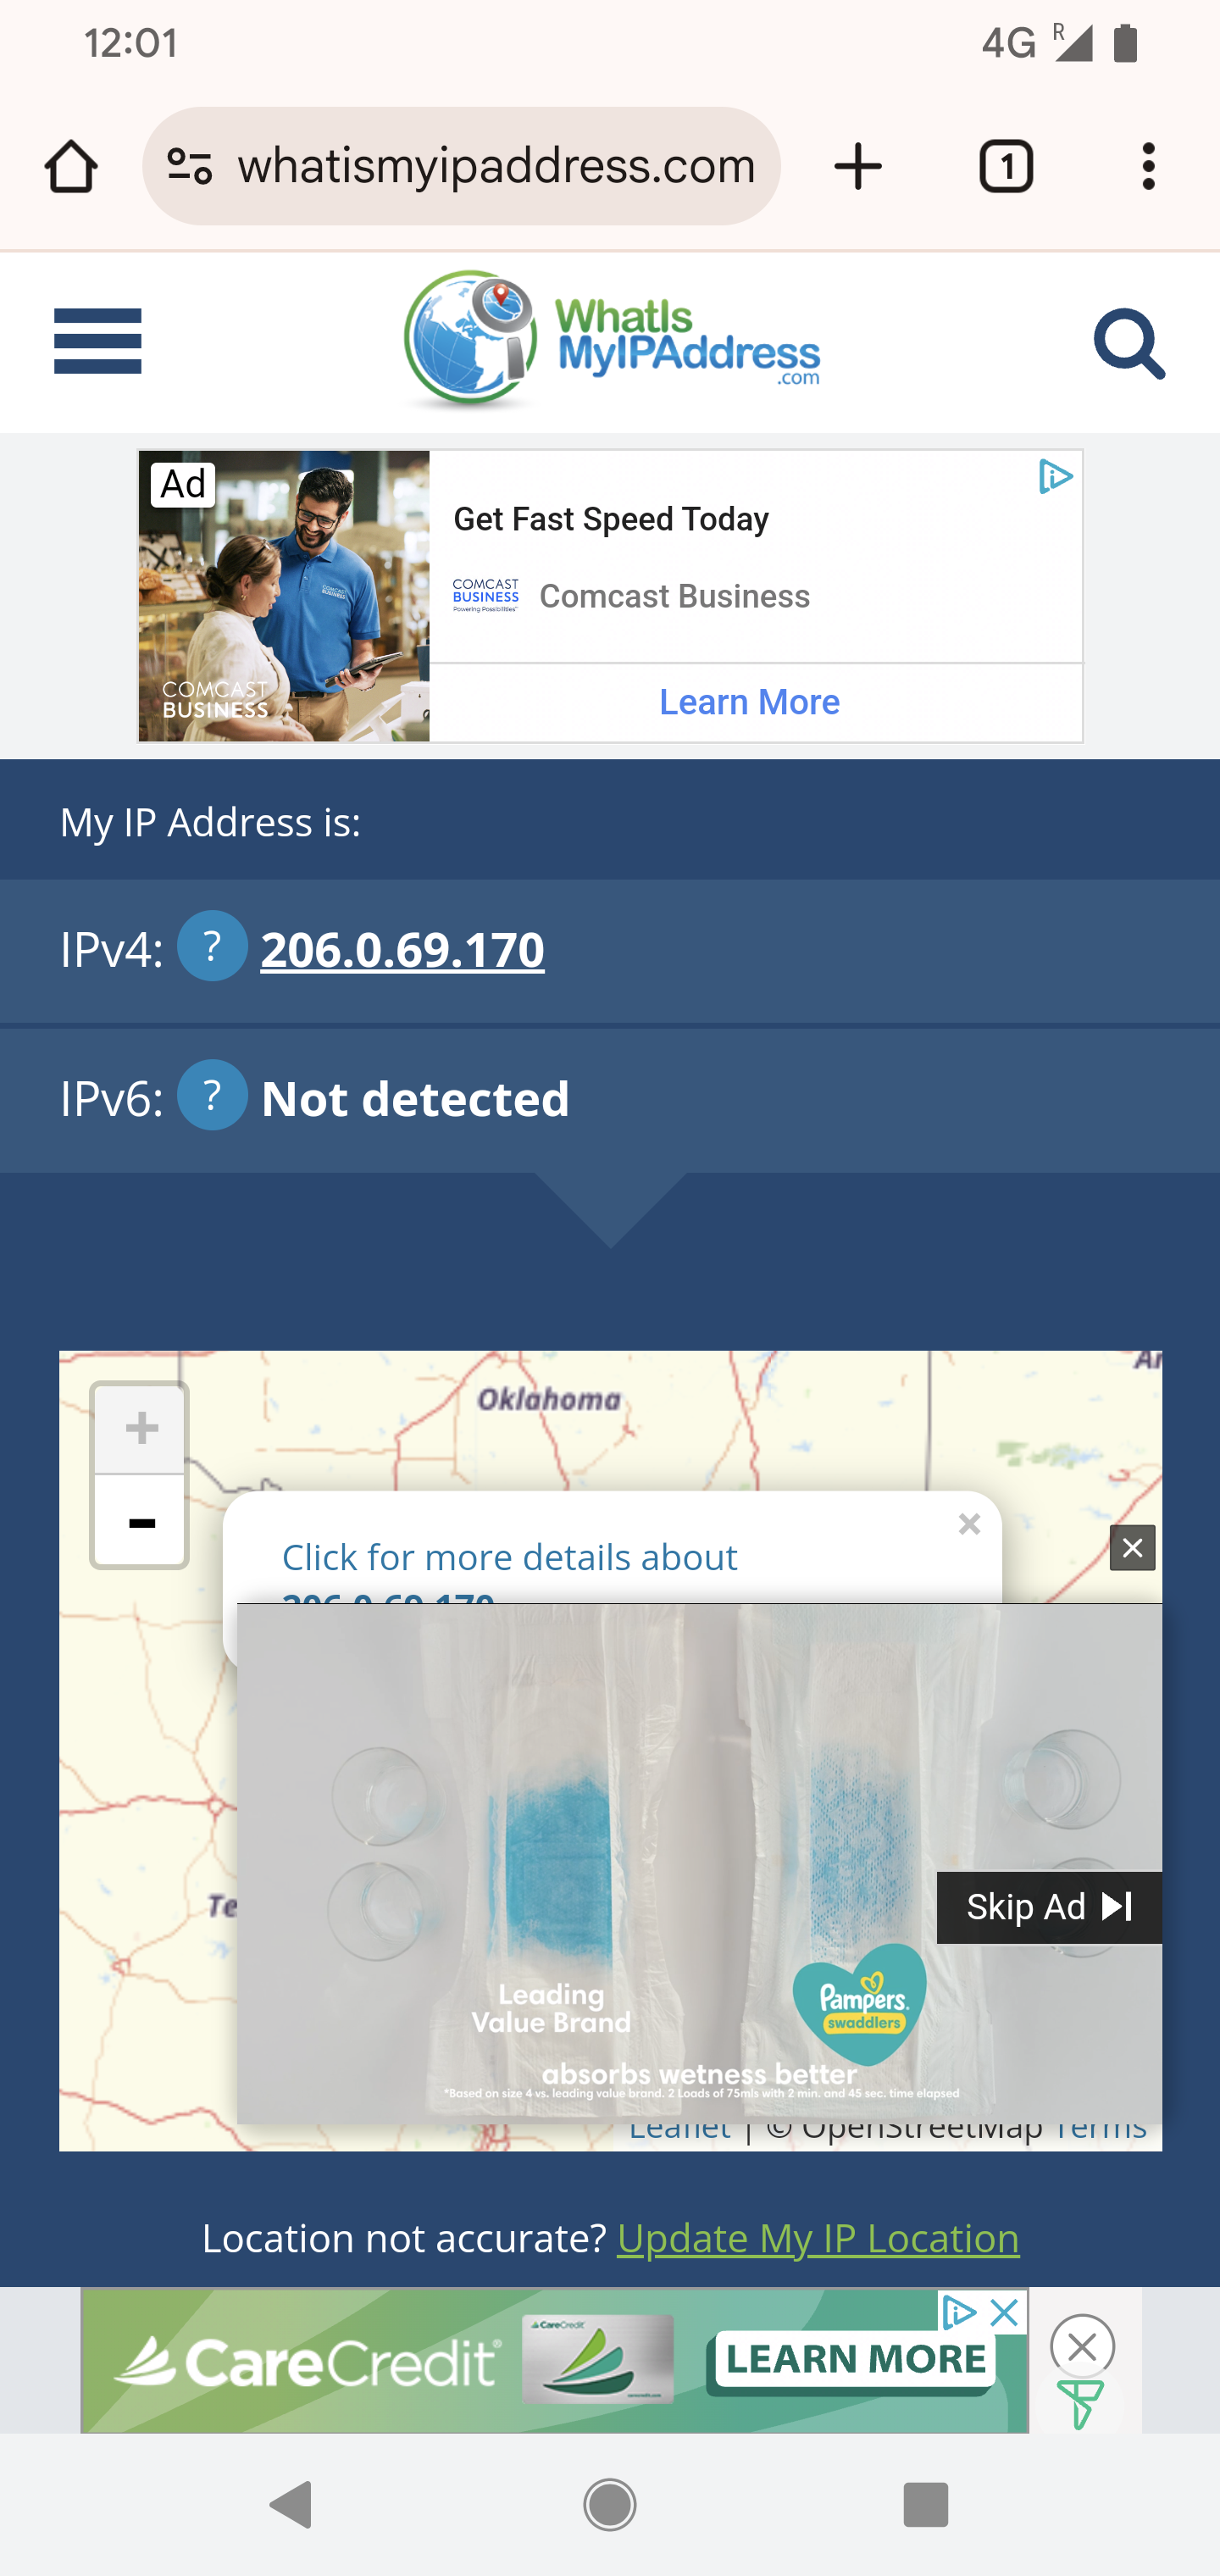 12:01
4G R
whatismyipaddress.com
1
WhatIs
MyIPAddress
.com
Ad
Get Fast Speed Today
COMCAST
BUSINESS
Powering Possibilities™
Comcast Business
COMCAST
BUSINESS
COMCAST
BUSINESS
Learn More
My IP Address is:
IPv4: ? 206.0.69.170
IPv6: ? Not detected
Oklahoma
+
-
Click for more details about
206.0.69.170
Te
Skip Ad
Leading
Value Brand
Pampers.
swaddlers
absorbs wetness better
*Based on size 4 vs. leading value brand. 2 Loads of 75mls with 2 min. and 45 sec. time elapsed
Leaflet | © OpenStreetMap Terms
Location not accurate? Update My IP Location
CareCredit®
CareCredit
LEARN MORE